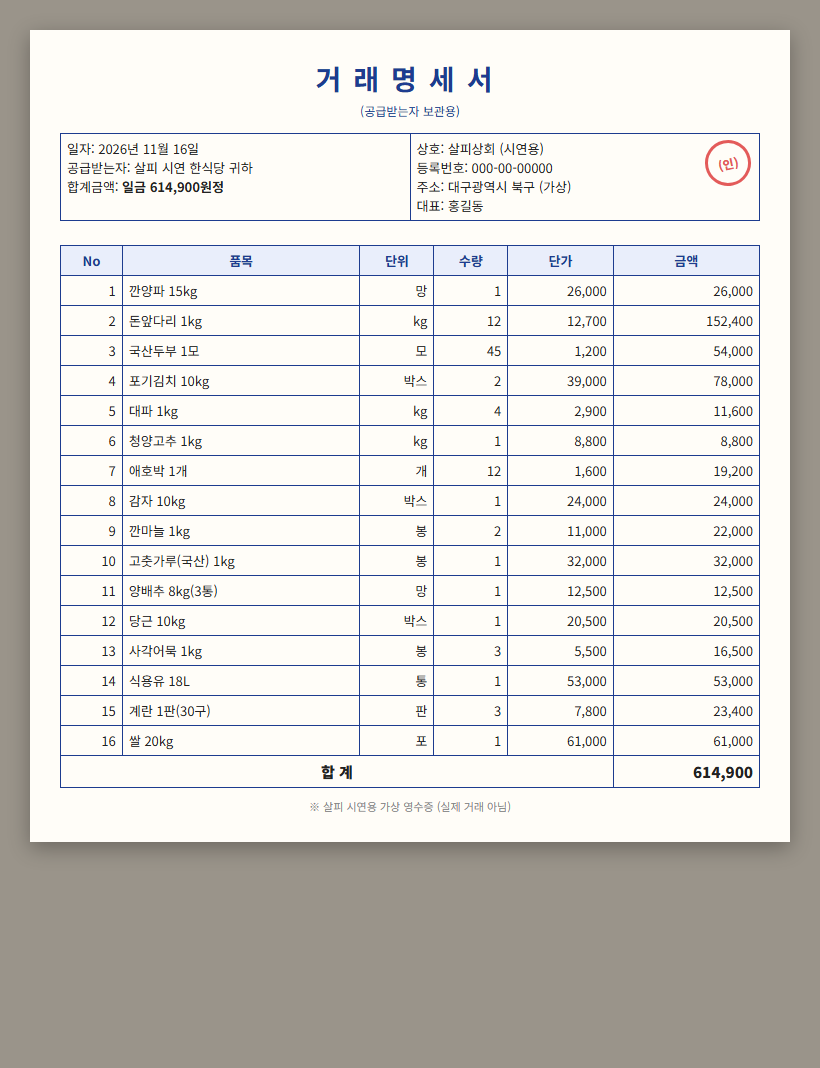 거래명세서
(공급받는자 보관용)
일자: 2026년 11월 16일
공급받는자: 살피 시연 한식당 귀하
합계금액: 일금 614,900원정
상호: 살피상회 (시연용)
등록번호: 000-00-00000
주소: 대구광역시 북구 (가상)
대표: 홍길동
(인)
No 품목 단위 수량 단가 금액
1 깐양파 15kg 망 1 26,000 26,000
2 돈앞다리 1kg kg 12 12,700 152,400
3 국산두부 1모 모 45 1,200 54,000
4 포기김치 10kg 박스 2 39,000 78,000
5 대파 1kg kg 4 2,900 11,600
6 청양고추 1kg kg 1 8,800 8,800
7 애호박 1개 개 12 1,600 19,200
8 감자 10kg 박스 1 24,000 24,000
9 깐마늘 1kg 봉 2 11,000 22,000
10 고춧가루(국산) 1kg 봉 1 32,000 32,000
11 양배추 8kg(3통) 망 1 12,500 12,500
12 당근 10kg 박스 1 20,500 20,500
13 사각어묵 1kg 봉 3 5,500 16,500
14 식용유 18L 통 1 53,000 53,000
15 계란 1판(30구) 판 3 7,800 23,400
16 쌀 20kg 포 1 61,000 61,000
합 계 614,900
※ 살피 시연용 가상 영수증 (실제 거래 아님)